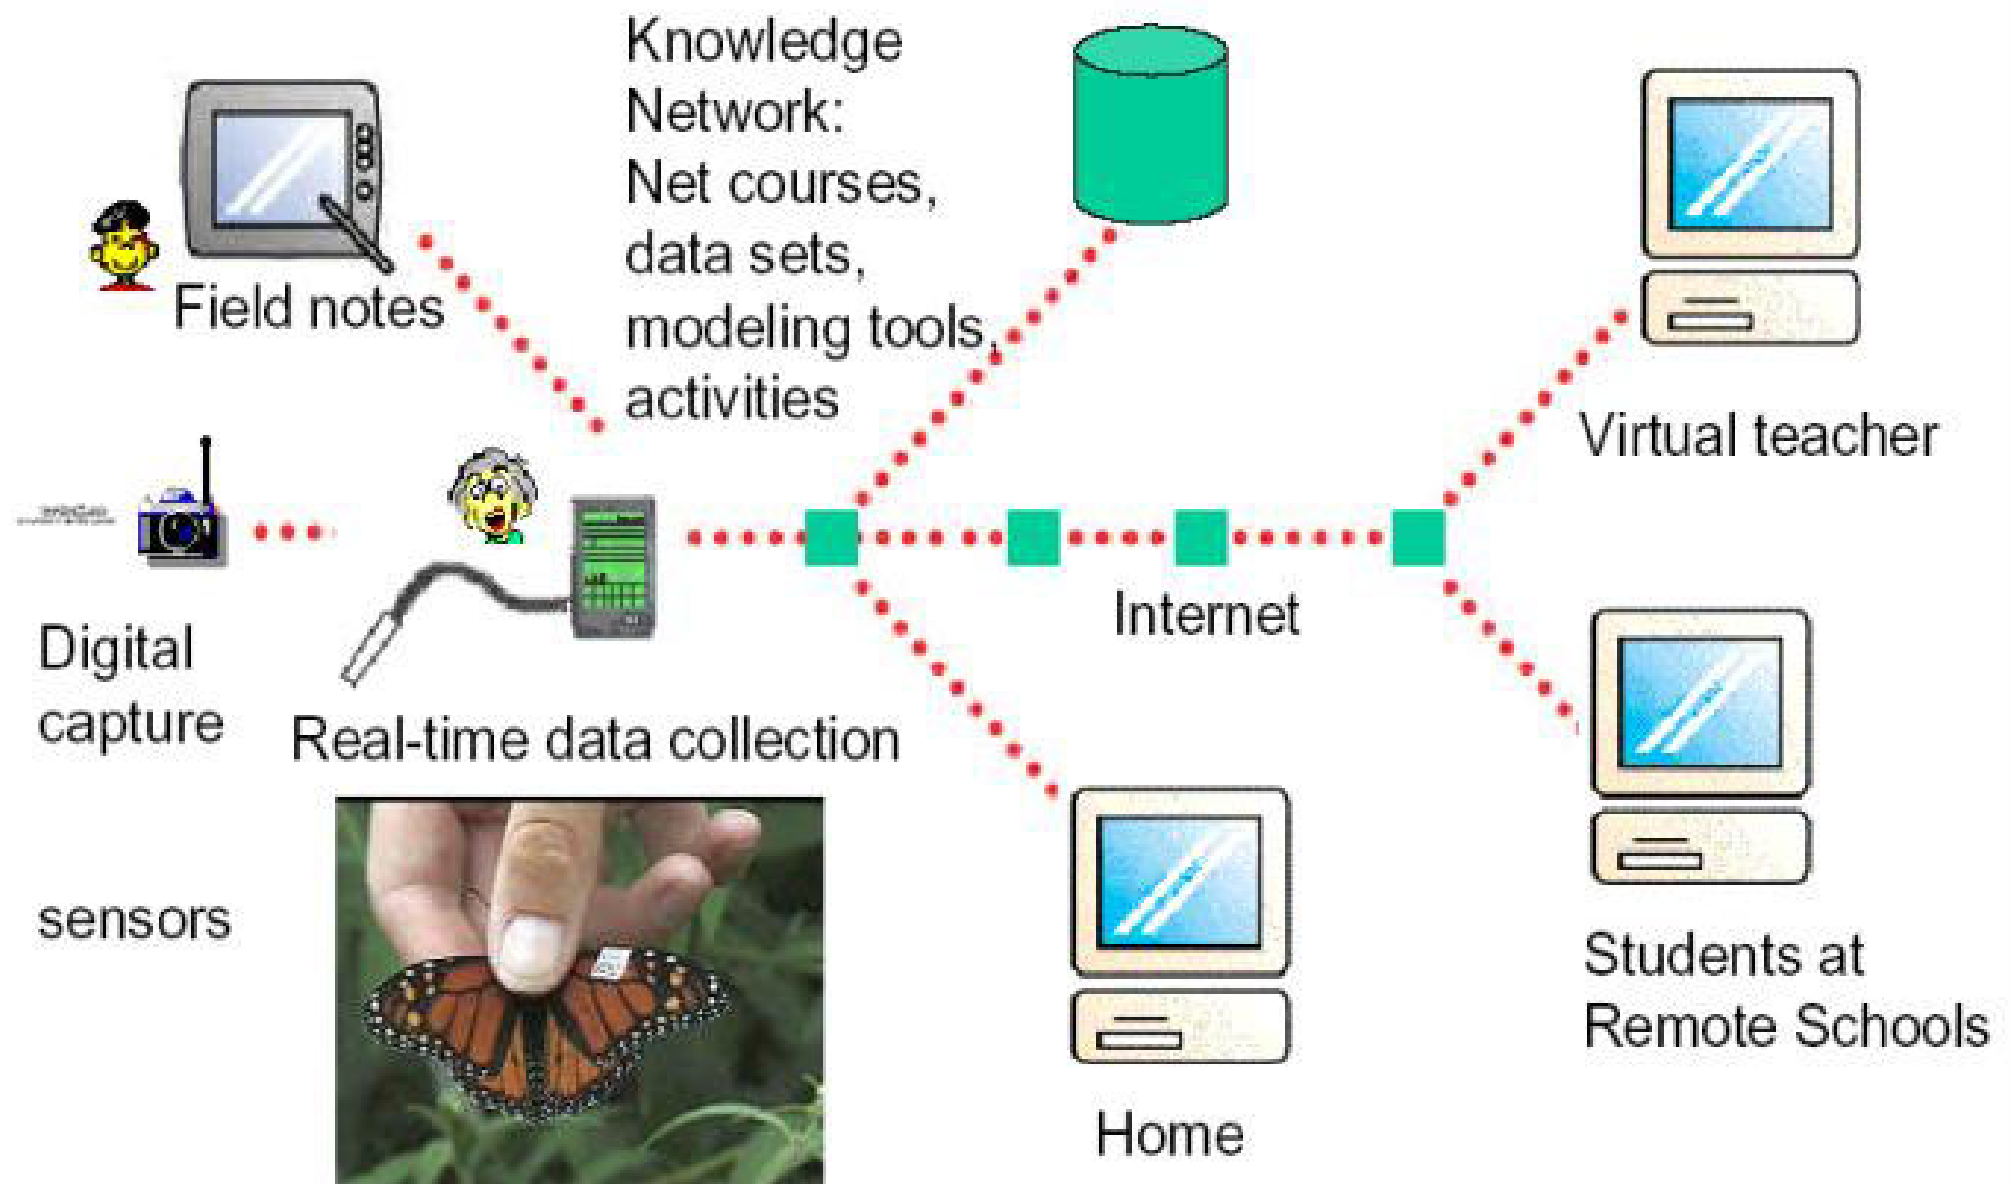 Knowledge
Network:
Net courses,
data sets,
modeling tools,
activities
Field notes
Virtual teacher
Digital
capture
Real-time data collection
Internet
sensors
Students at
Remote Schools
Home